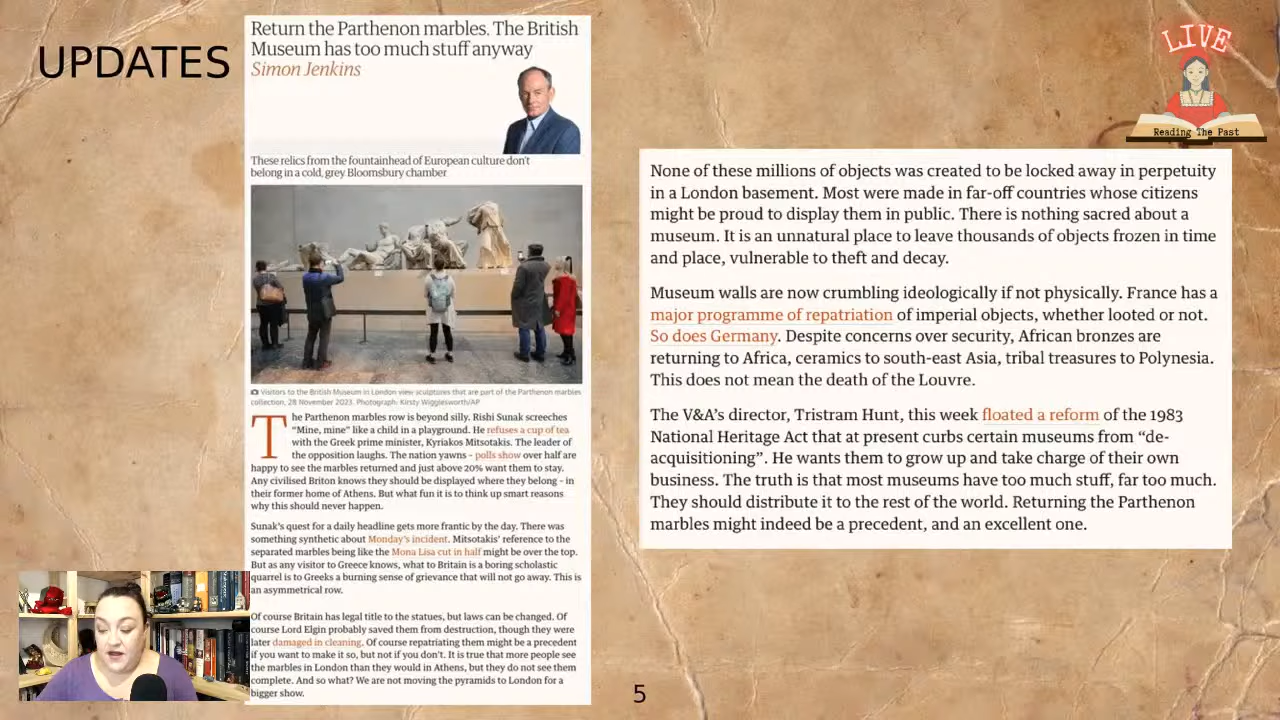 UPDATES
Return the Parthenon marbles. The British
Museum has too much stuff anyway
Simon Jenkins
These relics from the fountainhead of European culture don't
belong in a cold, grey Bloomsbury chamber
Visitors to the British Museum in London view sculptures that are part of the Parthenon marbles
collection, 28 November 2023. Photograph: Kirsty Wigglesworth/AP
The Parthenon marbles row is beyond silly. Rishi Sunak screeches
“Mine, mine” like a child in a playground. He refuses a cup of tea
with the Greek prime minister, Kyriakos Mitsotakis. The leader of
the opposition laughs. The nation yawns – polls show over half are
happy to see the marbles returned and just above 20% want them to stay.
Any civilised Briton knows they should be displayed where they belong – in
their former home of Athens. But what fun it is to think up smart reasons
why this should never happen.
Sunak's quest for a daily headline gets more frantic by the day. There was
something synthetic about Monday's incident. Mitsotakis' reference to the
separated marbles being like the Mona Lisa cut in half might be over the top.
But as any visitor to Greece knows, what to Britain is a boring scholastic
quarrel is to Greeks a burning sense of grievance that will not go away. This is
an asymmetrical row.
Of course Britain has legal title to the statues, but laws can be changed. Of
course Lord Elgin probably saved them from destruction, though they were
later damaged in cleaning. Of course repatriating them might be a precedent
if you want to make it so, but not if you don't. It is true that more people see
the marbles in London than they would in Athens, but they do not see them
complete. And so what? We are not moving the pyramids to London for a
bigger show.
LIVE
Reading The Past
None of these millions of objects was created to be locked away in perpetuity
in a London basement. Most were made in far-off countries whose citizens
might be proud to display them in public. There is nothing sacred about a
museum. It is an unnatural place to leave thousands of objects frozen in time
and place, vulnerable to theft and decay.
Museum walls are now crumbling ideologically if not physically. France has a
major programme of repatriation of imperial objects, whether looted or not.
So does Germany. Despite concerns over security, African bronzes are
returning to Africa, ceramics to south-east Asia, tribal treasures to Polynesia.
This does not mean the death of the Louvre.
The V&A's director, Tristram Hunt, this week floated a reform of the 1983
National Heritage Act that at present curbs certain museums from “de-
acquisitioning”. He wants them to grow up and take charge of their own
business. The truth is that most museums have too much stuff, far too much.
They should distribute it to the rest of the world. Returning the Parthenon
marbles might indeed be a precedent, and an excellent one.
5